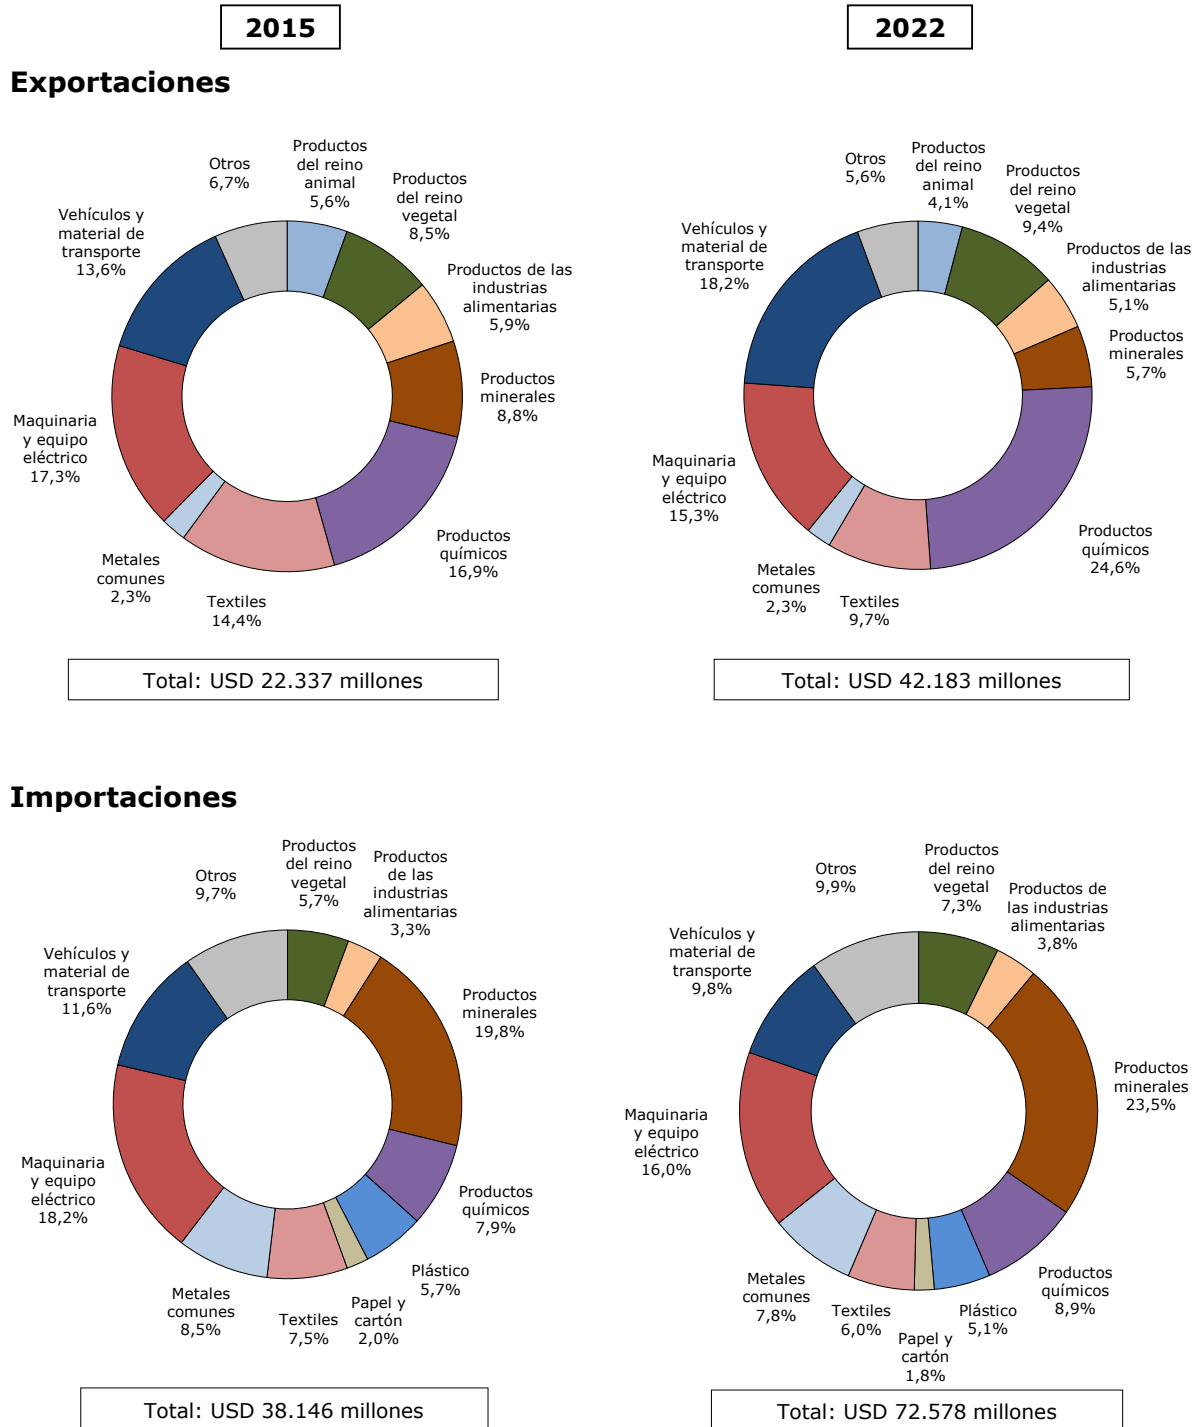 2015
2022
Exportaciones
Otros
6,7%
Productos
del reino
animal
5,6%
Productos
del reino
vegetal
8,5%
Productos de las
industrias
alimentarias
5,9%
Productos
minerales
8,8%
Productos
químicos
16,9%
Textiles
14,4%
Metales
comunes
2,3%
Maquinaria
y equipo
eléctrico
17,3%
Vehículos y
material de
transporte
13,6%
Total: USD 22.337 millones
Otros
5,6%
Productos
del reino
animal
4,1%
Productos
del reino
vegetal
9,4%
Productos de las
industrias
alimentarias
5,1%
Productos
minerales
5,7%
Productos
químicos
24,6%
Textiles
9,7%
Metales
comunes
2,3%
Maquinaria
y equipo
eléctrico
15,3%
Vehículos y
material de
transporte
18,2%
Total: USD 42.183 millones
Importaciones
Otros
9,7%
Productos
del reino
vegetal
5,7%
Productos
de las
industrias
alimentarias
3,3%
Productos
minerales
19,8%
Productos
químicos
7,9%
Plástico
5,7%
Papel y
cartón
2,0%
Textiles
7,5%
Metales
comunes
8,5%
Maquinaria
y equipo
eléctrico
18,2%
Vehículos y
material de
transporte
11,6%
Total: USD 38.146 millones
Otros
9,9%
Productos
del reino
vegetal
7,3%
Productos de
las industrias
alimentarias
3,8%
Productos
minerales
23,5%
Productos
químicos
8,9%
Plástico
5,1%
Papel y
cartón
1,8%
Textiles
6,0%
Metales
comunes
7,8%
Maquinaria
y equipo
eléctrico
16,0%
Vehículos y
material de
transporte
9,8%
Total: USD 72.578 millones